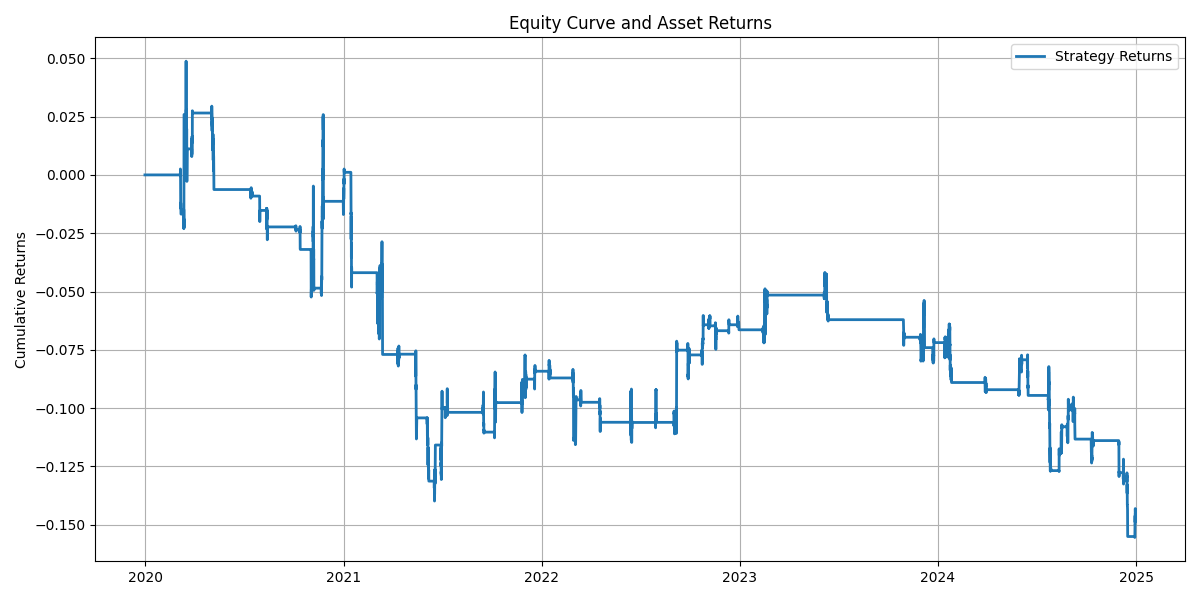 Equity Curve and Asset Returns
Strategy Returns
Cumulative Returns
0.050
0.025
0.000
−0.025
−0.050
−0.075
−0.100
−0.125
−0.150
2020 2021 2022 2023 2024 2025